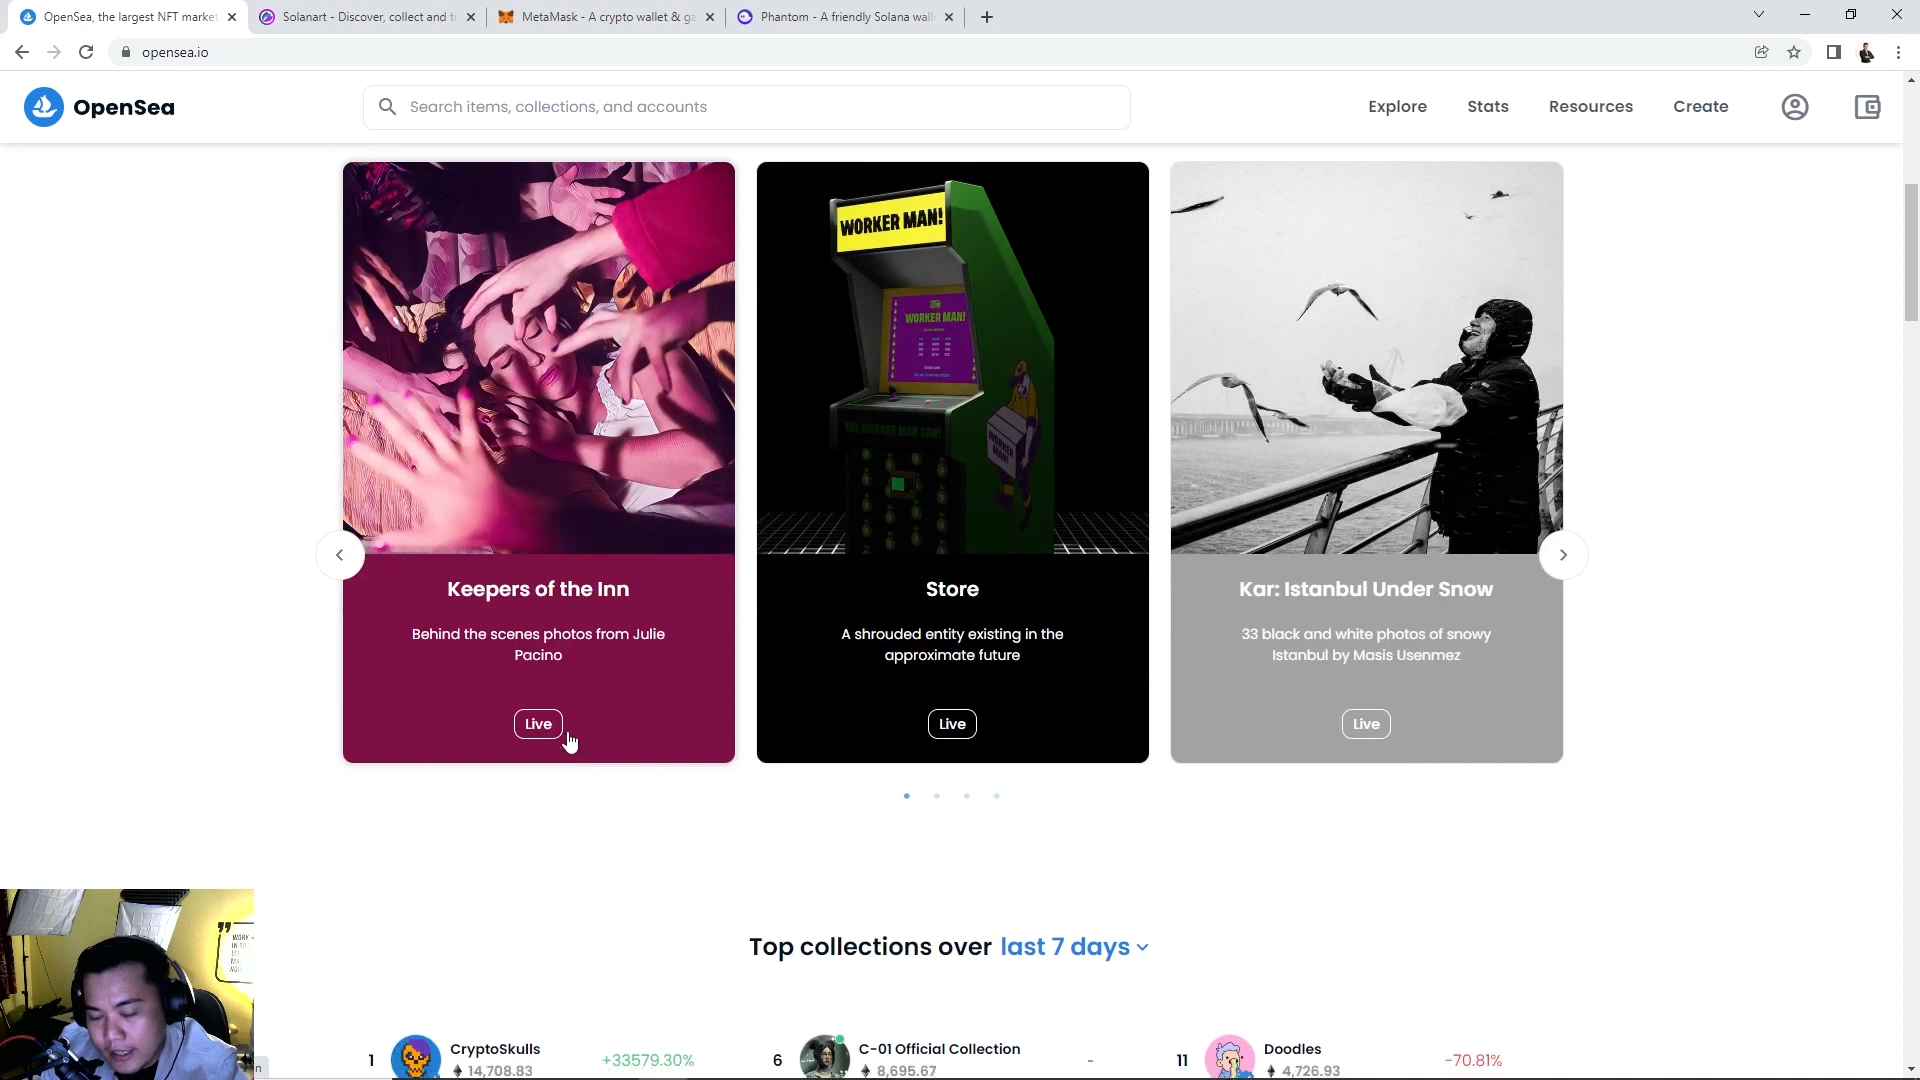 OpenSea, the largest NFT market
Solanart - Discover, collect and t
MetaMask - A crypto wallet & ga
Phantom - A friendly Solana wall
opensea.io
OpenSea
Search items, collections, and accounts
Explore
Stats
Resources
Create
WORKER MAN!
WORKER MAN!
WORKER MAN!
Keepers of the Inn
Behind the scenes photos from Julie
Pacino
Live
Store
A shrouded entity existing in the
approximate future
Live
Kar: Istanbul Under Snow
33 black and white photos of snowy
Istanbul by Masis Usenmez
Live
Top collections over last 7 days
1
CryptoSkulls
14,708.83
+33579.30%
6
C-01 Official Collection
8,695.67
-
11
Doodles
4,726.93
-70.81%